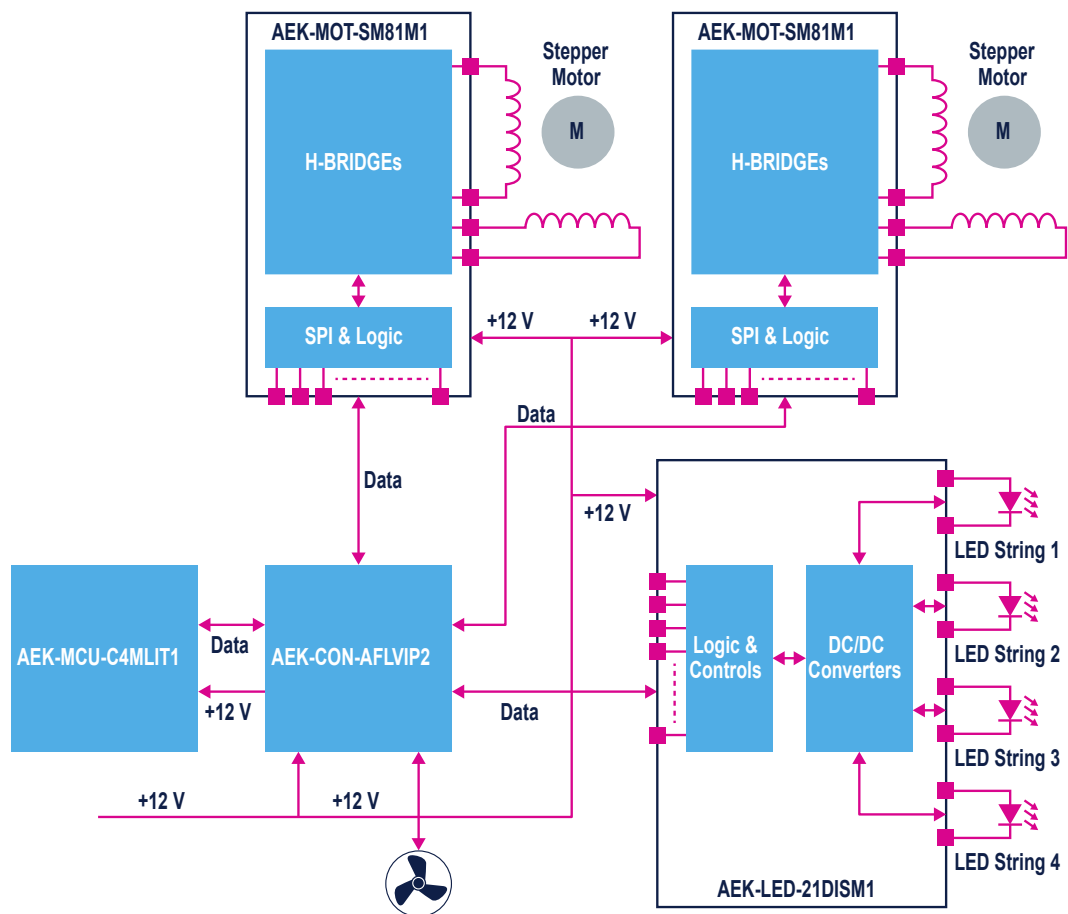 AEK-MOT-SM81M1
AEK-MOT-SM81M1
Stepper
Motor
M
H-BRIDGEs
Stepper
Motor
M
H-BRIDGEs
+12 V
+12 V
SPI & Logic
SPI & Logic
Data
Data
+12 V
LED String 1
AEK-MCU-C4MLIT1
Data
+12 V
AEK-CON-AFLVIP2
Data
Logic &
Controls
DC/DC
Converters
LED String 2
LED String 3
+12 V
+12 V
LED String 4
AEK-LED-21DISM1